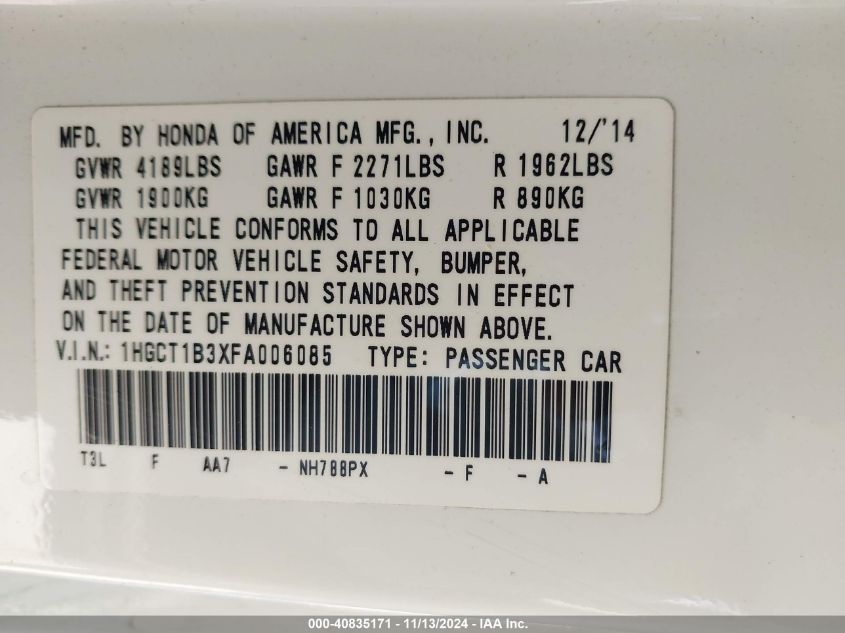 MFD. BY HONDA OF AMERICA MFG., INC. 12/'14
GVWR 4189LBS GAWR F 2271LBS R 1962LBS
GVWR 1900KG GAWR F 1030KG R 890KG
THIS VEHICLE CONFORMS TO ALL APPLICABLE
FEDERAL MOTOR VEHICLE SAFETY, BUMPER,
AND THEFT PREVENTION STANDARDS IN EFFECT
ON THE DATE OF MANUFACTURE SHOWN ABOVE.
V.I.N.: 1HGCT1B3XFA006085 TYPE: PASSENGER CAR
T3L F AA7 - NH788PX - F - A
000-40835171 - 11/13/2024 - IAA Inc.